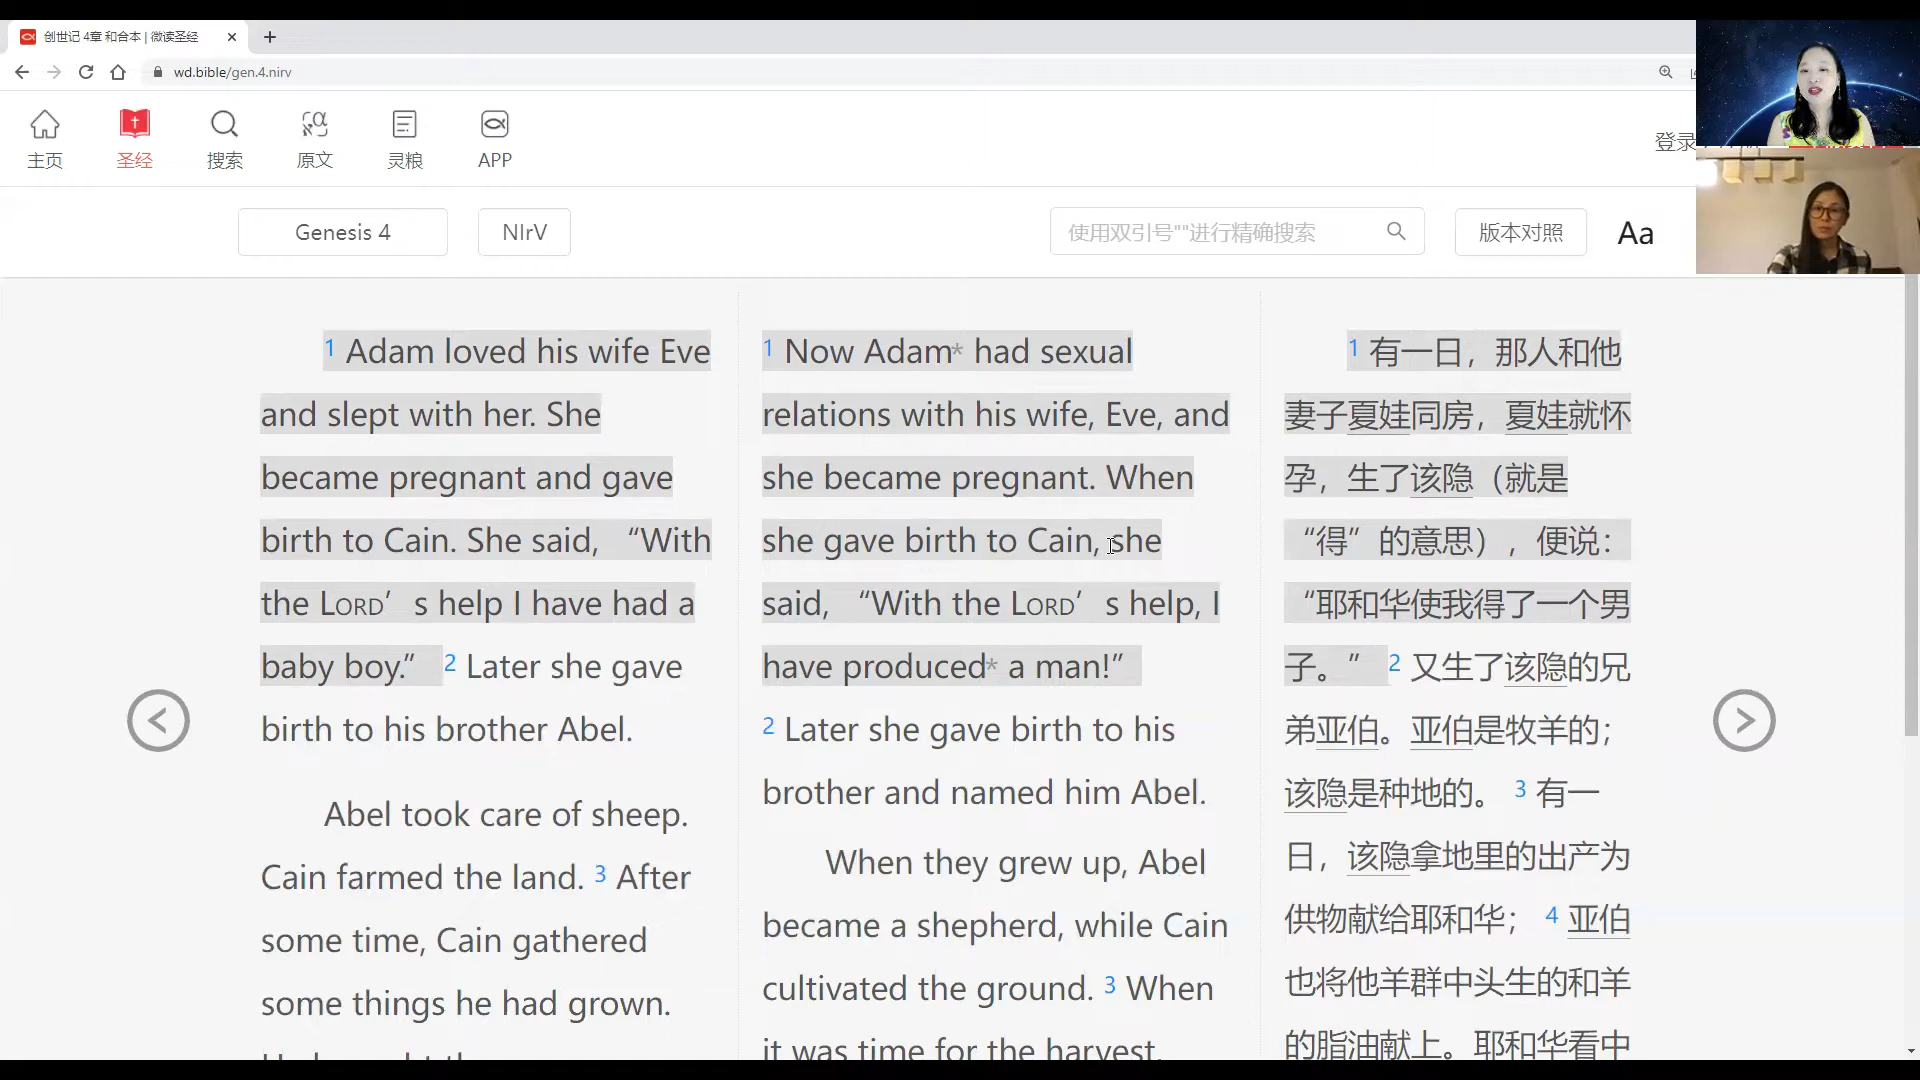 创世记 4章 和合本 | 微读圣经
wd.bible/gen.4.nirv
主页
圣经
搜索
原文
灵粮
APP
登录
Genesis 4
NIrV
使用双引号""进行精确搜索
版本对照
Aa
1 Adam loved his wife Eve
and slept with her. She
became pregnant and gave
birth to Cain. She said, “With
the LORD’s help I have had a
baby boy.” 2 Later she gave
birth to his brother Abel.
Abel took care of sheep.
Cain farmed the land. 3 After
some time, Cain gathered
some things he had grown.
1 Now Adam* had sexual
relations with his wife, Eve, and
she became pregnant. When
she gave birth to Cain, she
said, “With the LORD’s help, I
have produced* a man!”
2 Later she gave birth to his
brother and named him Abel.
When they grew up, Abel
became a shepherd, while Cain
cultivated the ground. 3 When
it was time for the harvest,
1 有一日，那人和他
妻子夏娃同房，夏娃就怀
孕，生了该隐（就是
“得”的意思），便说：
“耶和华使我得了一个男
子。” 2 又生了该隐的兄
弟亚伯。亚伯是牧羊的；
该隐是种地的。 3 有一
日，该隐拿地里的出产为
供物献给耶和华； 4 亚伯
也将他羊群中头生的和羊
的脂油献上。耶和华看中